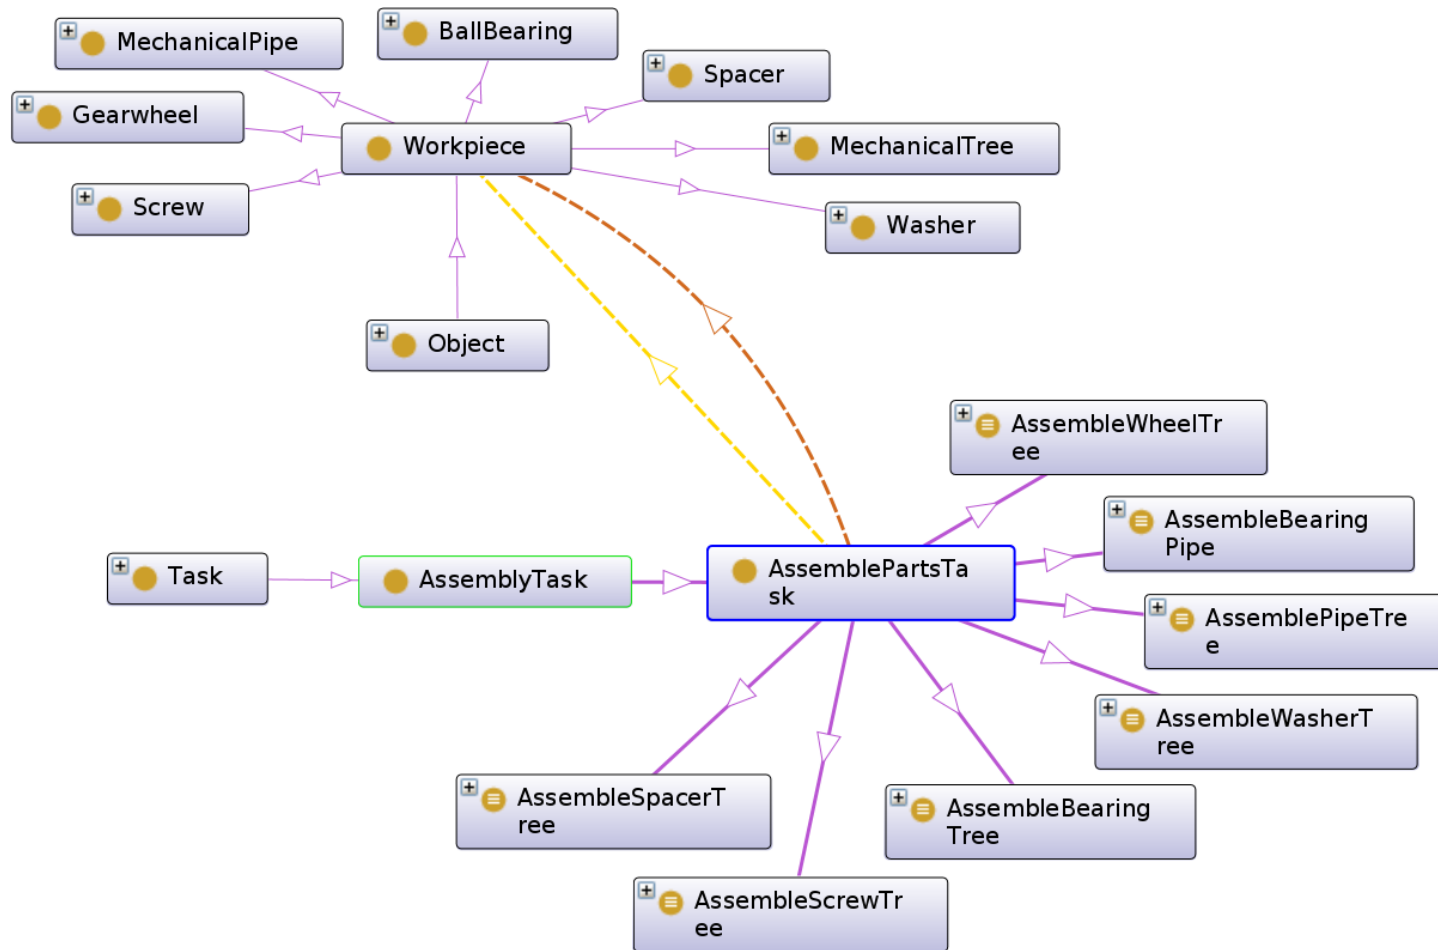 MechanicalPipe
BallBearing
Spacer
Gearwheel
Workpiece
MechanicalTree
Screw
Washer
Object
AssembleWheelTr
ee
AssembleBearing
Pipe
Task
AssemblyTask
AssemblePartsTa
sk
AssemblePipeTre
e
AssembleWasherT
ree
AssembleSpacerT
ree
AssembleBearing
Tree
AssembleScrewTr
ee